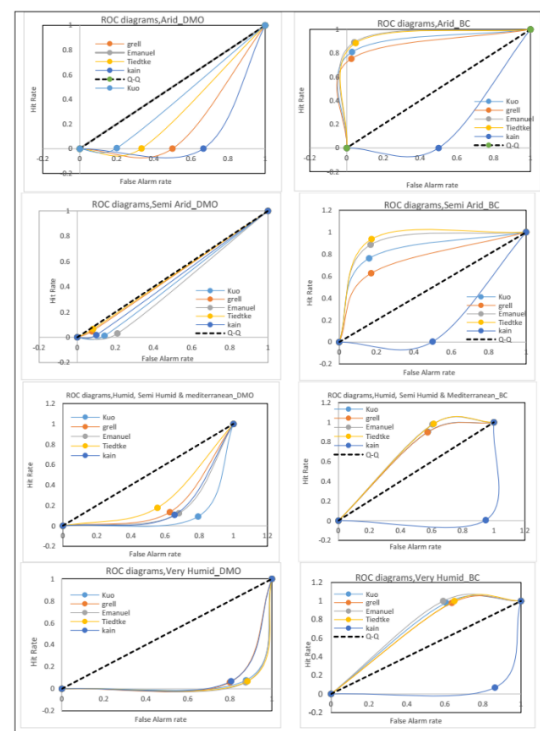 ROC diagrams,Arid_DMO
Hit Rate
1
0.8
0.6
0.4
0.2
0
-0.2
grell
Emanuel
Tiedtke
kain
Q-Q
Kuo
-0.2 0 0.2 0.4 0.6 0.8 1
False Alarm rate
ROC diagrams,Arid_BC
Hit Rate
1
0.8
0.6
0.4
0.2
0
-0.2
Kuo
grell
Emanuel
Tiedtke
kain
Q-Q
-0.2 0 0.2 0.4 0.6 0.8 1
False Alarm rate
ROC diagrams,Semi Arid_DMO
Hit Rate
1
0.8
0.6
0.4
0.2
0
-0.2
Kuo
grell
Emanuel
Tiedtke
kain
Q-Q
-0.2 0 0.2 0.4 0.6 0.8 1
False Alarm rate
ROC diagrams,Semi Arid_BC
Hit Rate
1.2
1
0.8
0.6
0.4
0.2
0
-0.2
Kuo
grell
Emanuel
Tiedtke
kain
Q-Q
0 0.2 0.4 0.6 0.8 1
False Alarm rate
ROC diagrams,Humid, Semi Humid & mediterranean_DMO
Hit Rate
1.2
1
0.8
0.6
0.4
0.2
0
-0.2
Kuo
grell
Emanuel
Tiedtke
kain
Q-Q
0 0.2 0.4 0.6 0.8 1 1.2
False Alarm rate
ROC diagrams,Humid, Semi Humid & Mediterranean_BC
Hit Rate
1.2
1
0.8
0.6
0.4
0.2
0
-0.2
Kuo
grell
Emanuel
Tiedtke
kain
Q-Q
0 0.2 0.4 0.6 0.8 1 1.2
False Alarm rate
ROC diagrams,Very Humid_DMO
Hit Rate
1
0.8
0.6
0.4
0.2
0
-0.2
Kuo
grell
Emanuel
Tiedtke
kain
Q-Q
0 0.2 0.4 0.6 0.8 1
False Alarm rate
ROC diagrams,Very Humid_BC
Hit Rate
1.2
1
0.8
0.6
0.4
0.2
0
-0.2
Kuo
grell
Emanuel
Tiedtke
kain
Q-Q
0 0.2 0.4 0.6 0.8 1
False Alarm rate